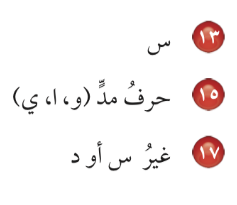 ١٣ س
١٥ حرفُ مدٍّ (و، ا، ي)
١٧ غيرُ س أو د